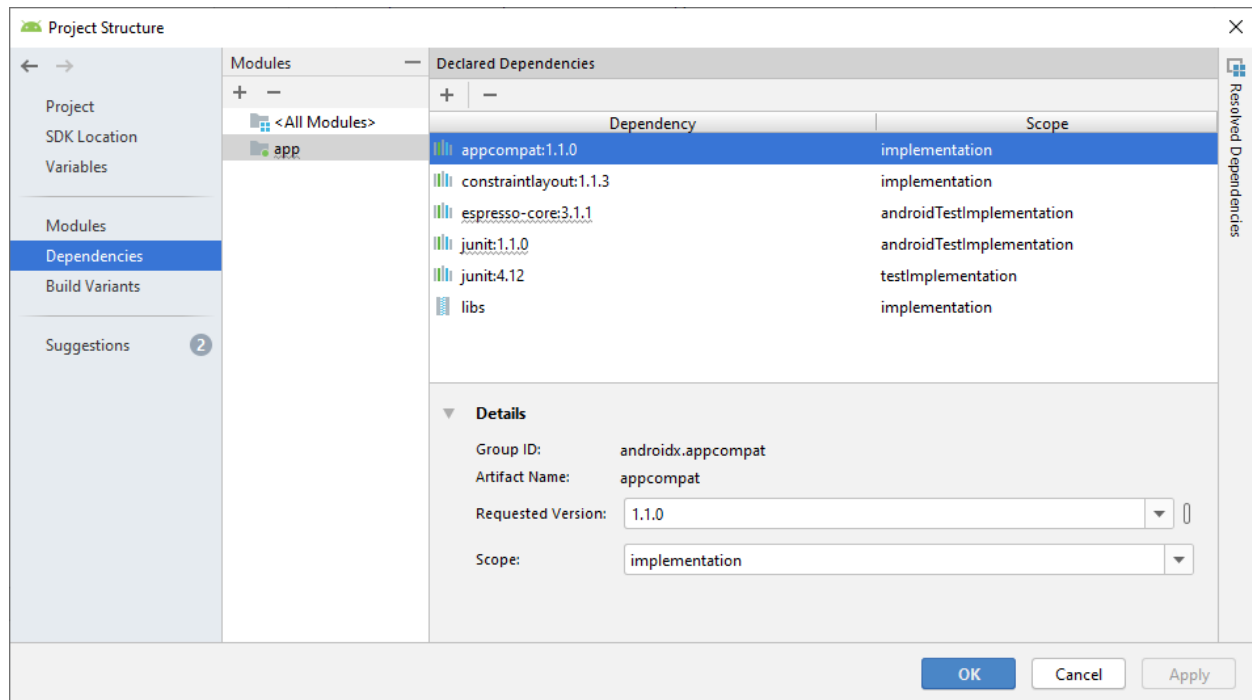 Project Structure
Project
SDK Location
Variables
Modules
Dependencies
Build Variants
Suggestions 2
Modules
<All Modules>
app
Declared Dependencies
Dependency Scope
appcompat:1.1.0 implementation
constraintlayout:1.1.3 implementation
espresso-core:3.1.1 androidTestImplementation
junit:1.1.0 androidTestImplementation
junit:4.12 testImplementation
libs implementation
Details
Group ID: androidx.appcompat
Artifact Name: appcompat
Requested Version: 1.1.0
Scope: implementation
Resolved Dependencies
OK Cancel Apply